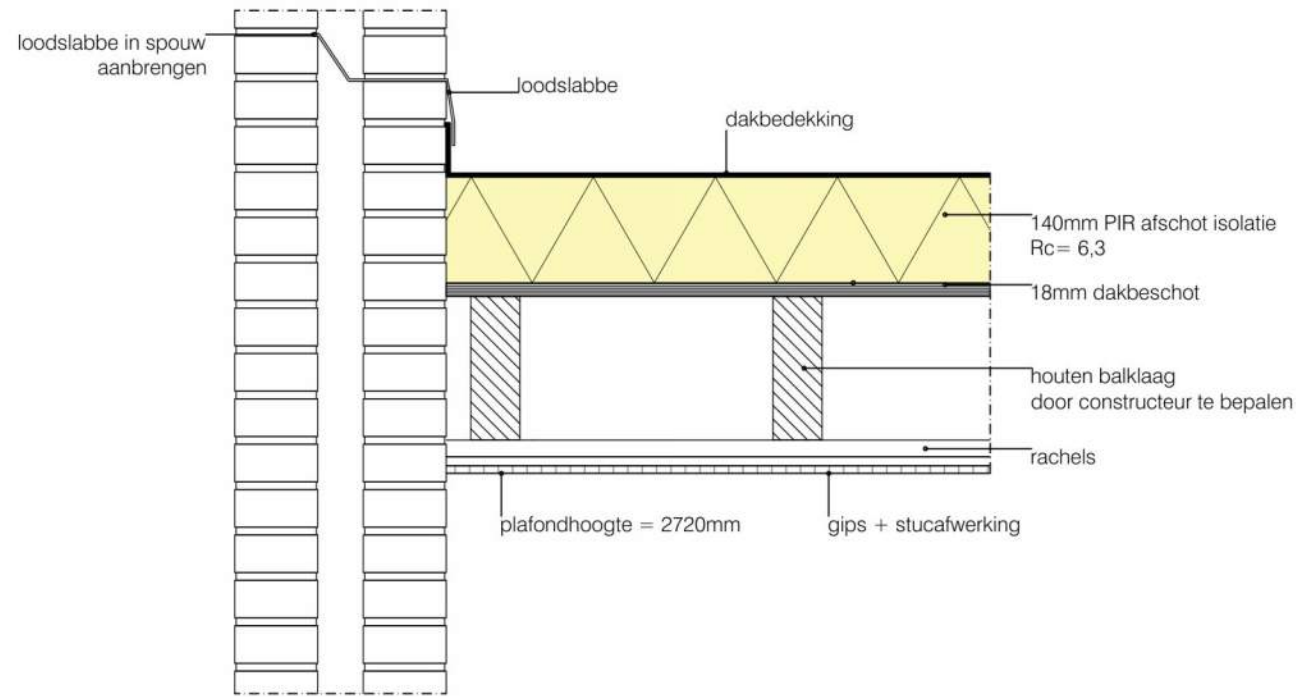 loodslabbe in spouw
aanbrengen
loodslabbe
dakbedekking
140mm PIR afschot isolatie
Rc= 6,3
18mm dakbeschot
houten balklaag
door constructeur te bepalen
rachels
plafondhoogte = 2720mm
gips + stucafwerking